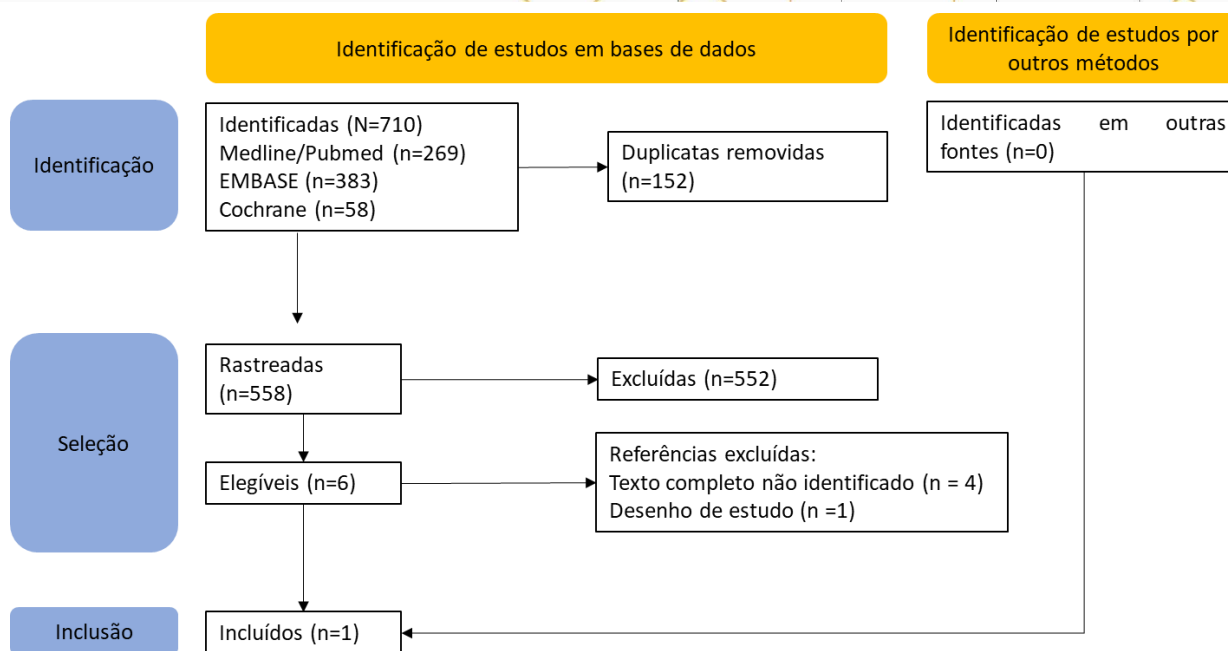 Identificação de estudos em bases de dados
Identificação de estudos por
outros métodos
Identificação
Identificadas (N=710)
Medline/Pubmed (n=269)
EMBASE (n=383)
Cochrane (n=58)
Duplicatas removidas
(n=152)
Identificadas em outras
fontes (n=0)
Seleção
Rastreadas
(n=558)
Excluídas (n=552)
Elegíveis (n=6)
Referências excluídas:
Texto completo não identificado (n = 4)
Desenho de estudo (n =1)
Inclusão
Incluídos (n=1)